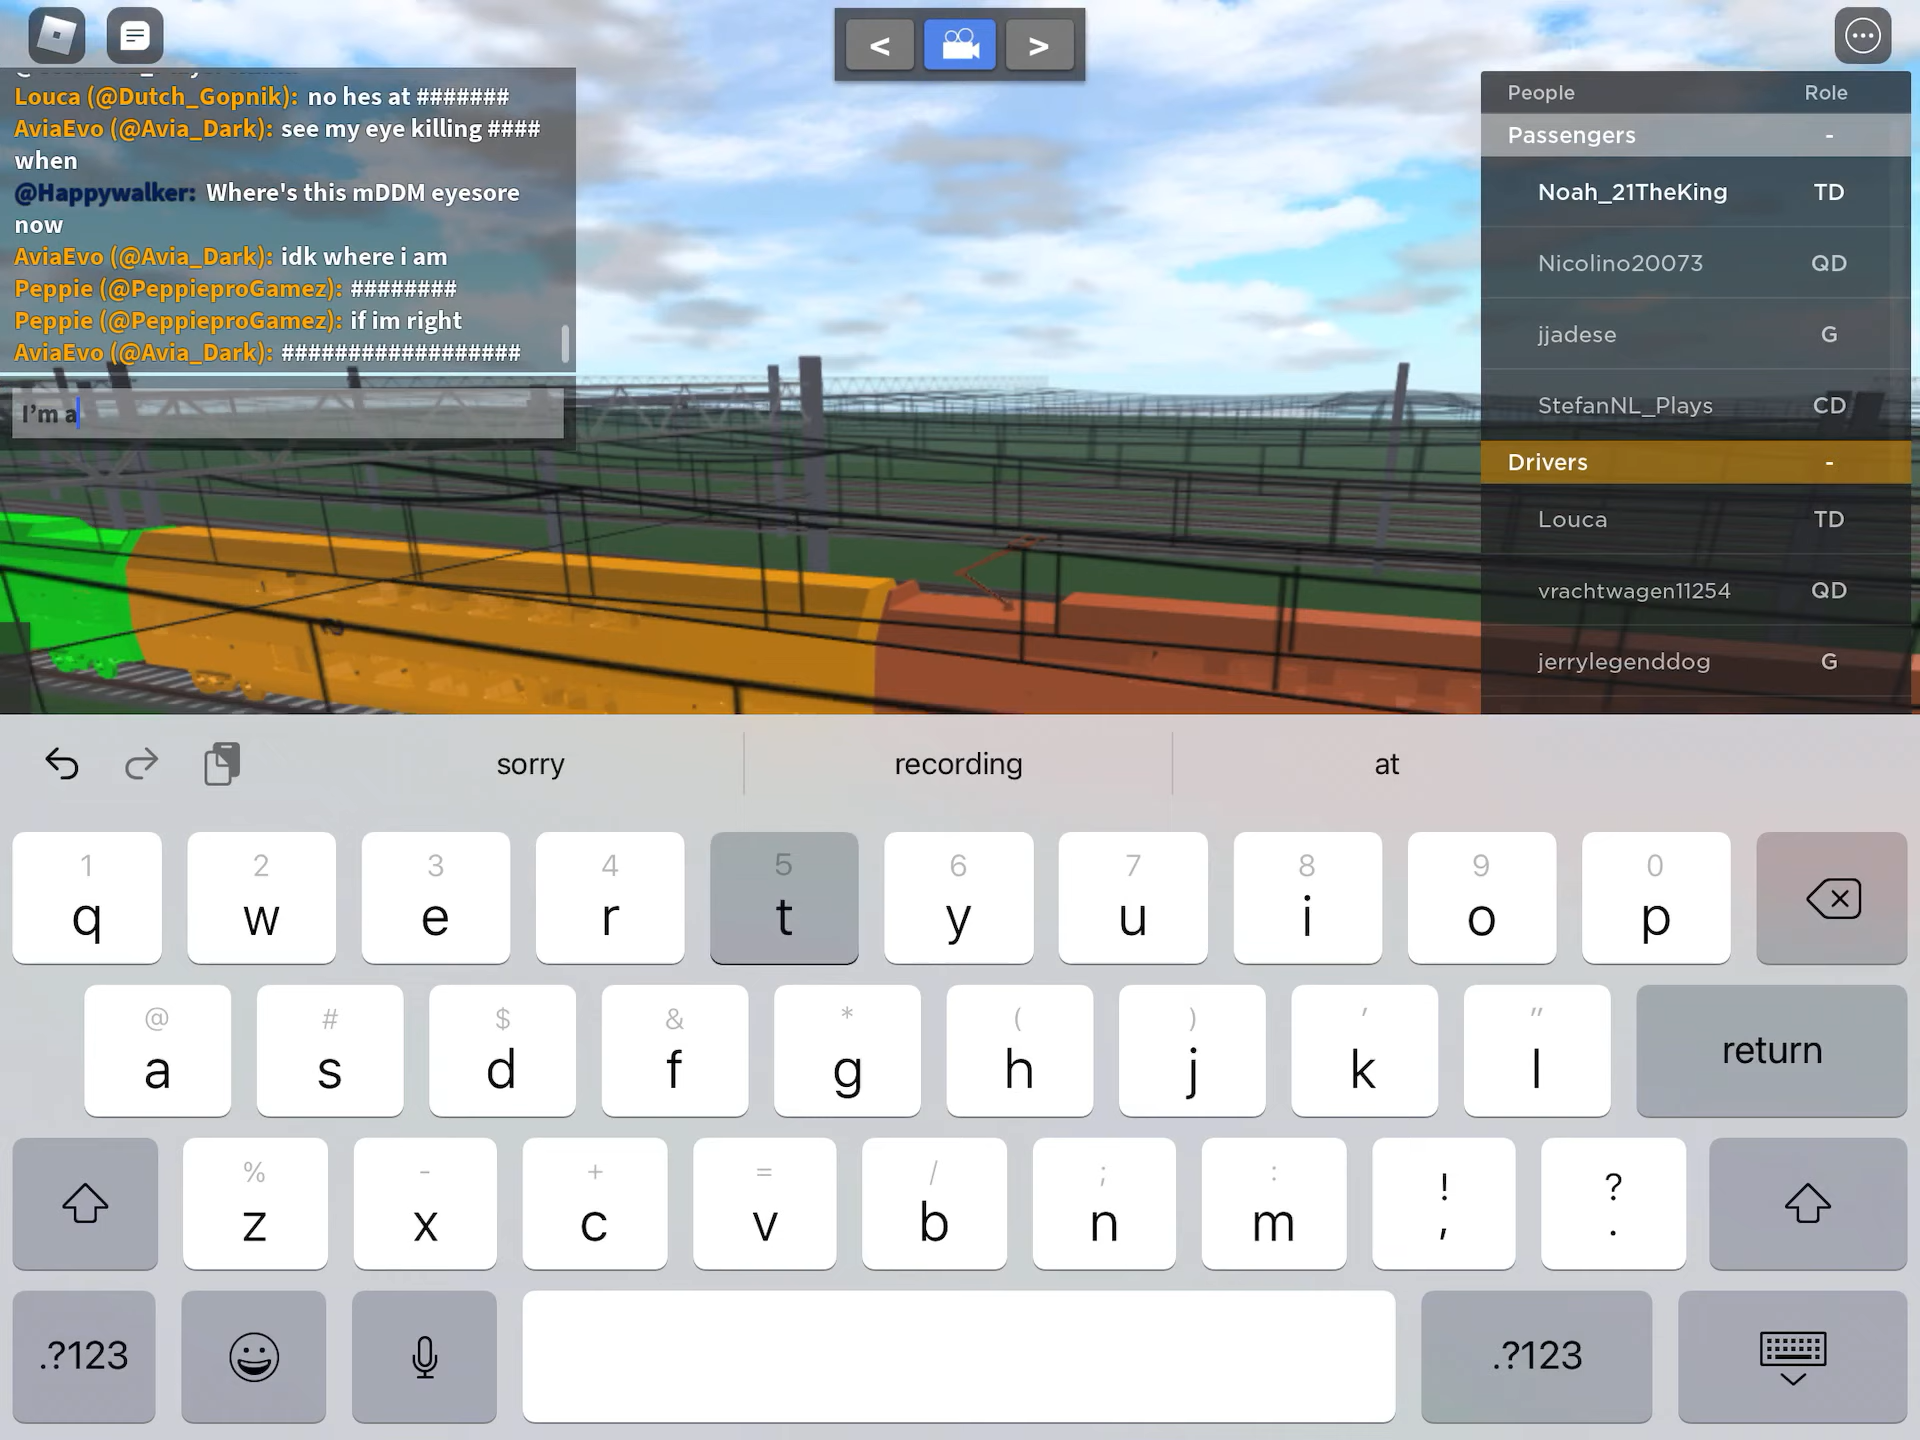 < >
Louca (@Dutch_Gopnik): no hes at #######
AviaEvo (@Avia_Dark): see my eye killing ####
when
@Happywalker: Where's this mDDM eyesore
now
AviaEvo (@Avia_Dark): idk where i am
Peppie (@PeppieproGamez): ########
Peppie (@PeppieproGamez): if im right
AviaEvo (@Avia_Dark): ##################
I’m a
People Role
Passengers -
Noah_21TheKing TD
Nicolino20073 QD
jjadese G
StefanNL_Plays CD
Drivers -
Louca TD
vrachtwagen11254 QD
jerrylegenddog G
sorry recording at
1 2 3 4 5 6 7 8 9 0
q w e r t y u i o p
@ # $ & * ( ) ' "
a s d f g h j k l return
% - + = / ; : ! ?
z x c v b n m , .
.?123 .?123